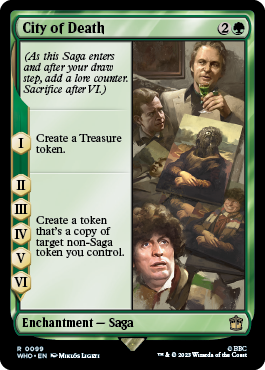 City of Death 2
(As this Saga enters
and after your draw
step, add a lore counter.
Sacrifice after VI.)
I
Create a Treasure
token.
II
III
IV
V
VI
Create a token
that's a copy of
target non-Saga
token you control.
Enchantment — Saga
R 0099
WHO • EN Miklós Ligeti
© BBC
™ & © 2023 Wizards of the Coast